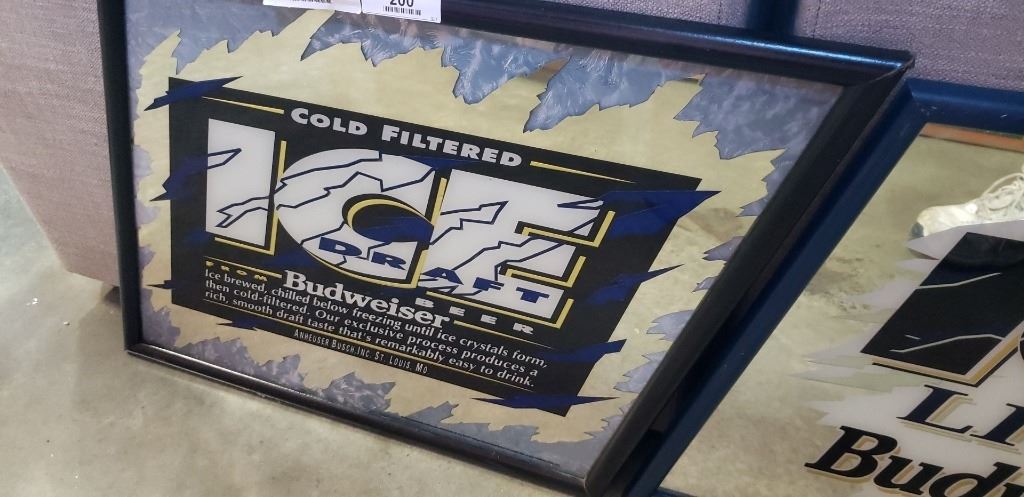 200
COLD FILTERED
ICE
DRAFT
BEER
FROM
Budweiser
Ice brewed, chilled below freezing until ice crystals form,
then cold-filtered. Our exclusive process produces a
rich, smooth draft taste that's remarkably easy to drink.
ANHEUSER BUSCH, INC. ST. LOUIS, MO